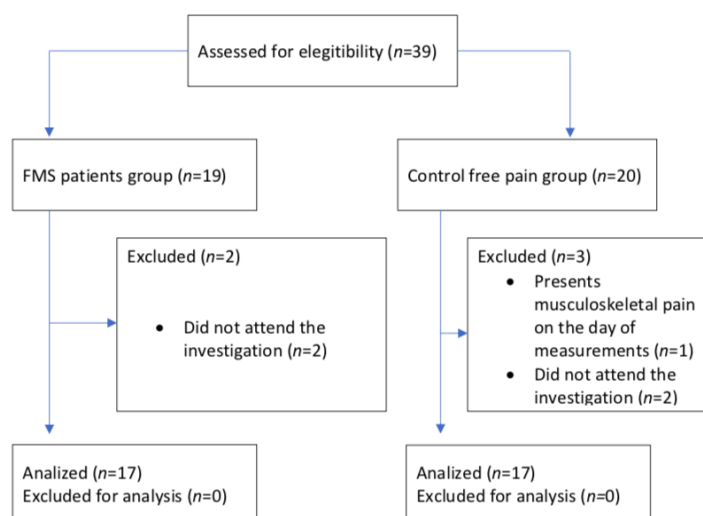 Assessed for elegitibility (n=39)
FMS patients group (n=19)
Control free pain group (n=20)
Excluded (n=2)
● Did not attend the
investigation (n=2)
Excluded (n=3)
● Presents
musculoskeletal pain
on the day of
measurements (n=1)
● Did not attend the
investigation (n=2)
Analized (n=17)
Excluded for analysis (n=0)
Analized (n=17)
Excluded for analysis (n=0)